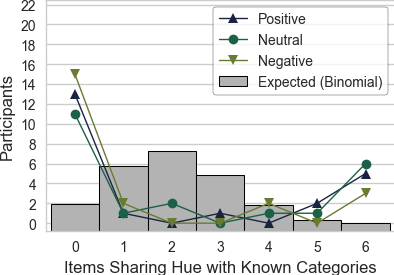 22
20
18
16
14
12
10
8
6
4
2
0
Participants
Positive
Neutral
Negative
Expected (Binomial)
0 1 2 3 4 5 6
Items Sharing Hue with Known Categories